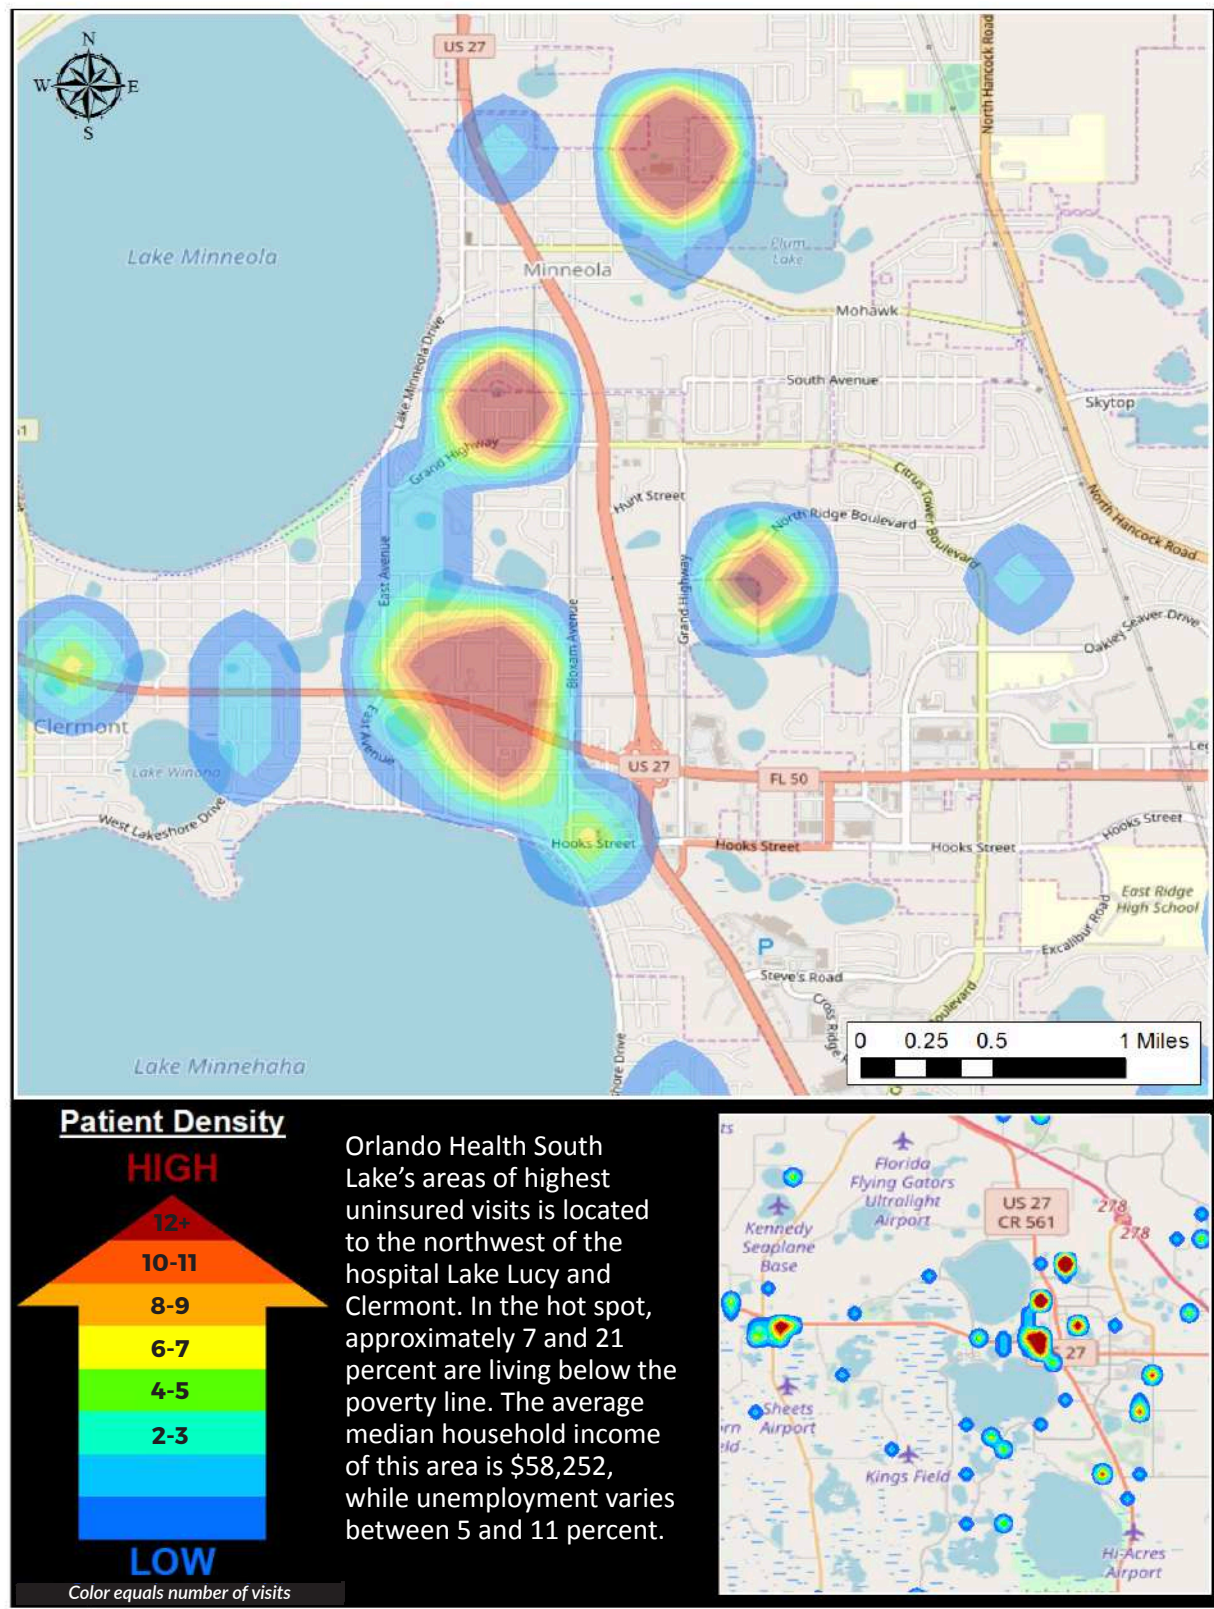 N
W
E
S
US 27
North Hancock Road
Lake Minneola
Plum
Lake
Minneola
Mohawk
Lake Minneola Drive
South Avenue
Skytop
Grand Highway
Citrus Tower Boulevard
Hunt Street
North Ridge Boulevard
North Hancock Road
East Avenue
Grand Highway
Bloxam Avenue
Oakley Seaver Drive
Clermont
East Avenue
Lake Winona
US 27
FL 50
West Lakeshore Drive
Hooks Street
Hooks Street
Hooks Street
Hooks Street
East Ridge
High School
Excalibur Road
P
Steve's Road
Cross Ridge
oulevard
0 0.25 0.5 1 Miles
Lake Minnehaha
hore Drive
Patient Density
HIGH
12+
10-11
8-9
6-7
4-5
2-3
LOW
Color equals number of visits
Orlando Health South
Lake’s areas of highest
uninsured visits is located
to the northwest of the
hospital Lake Lucy and
Clermont. In the hot spot,
approximately 7 and 21
percent are living below the
poverty line. The average
median household income
of this area is $58,252,
while unemployment varies
between 5 and 11 percent.
ts
Florida
Flying Gators
Ultralight
Airport
US 27
CR 561
278
278
Kennedy
Seaplane
Base
27
Sheets
Airport
Kings Field
Hi-Acres
Airport